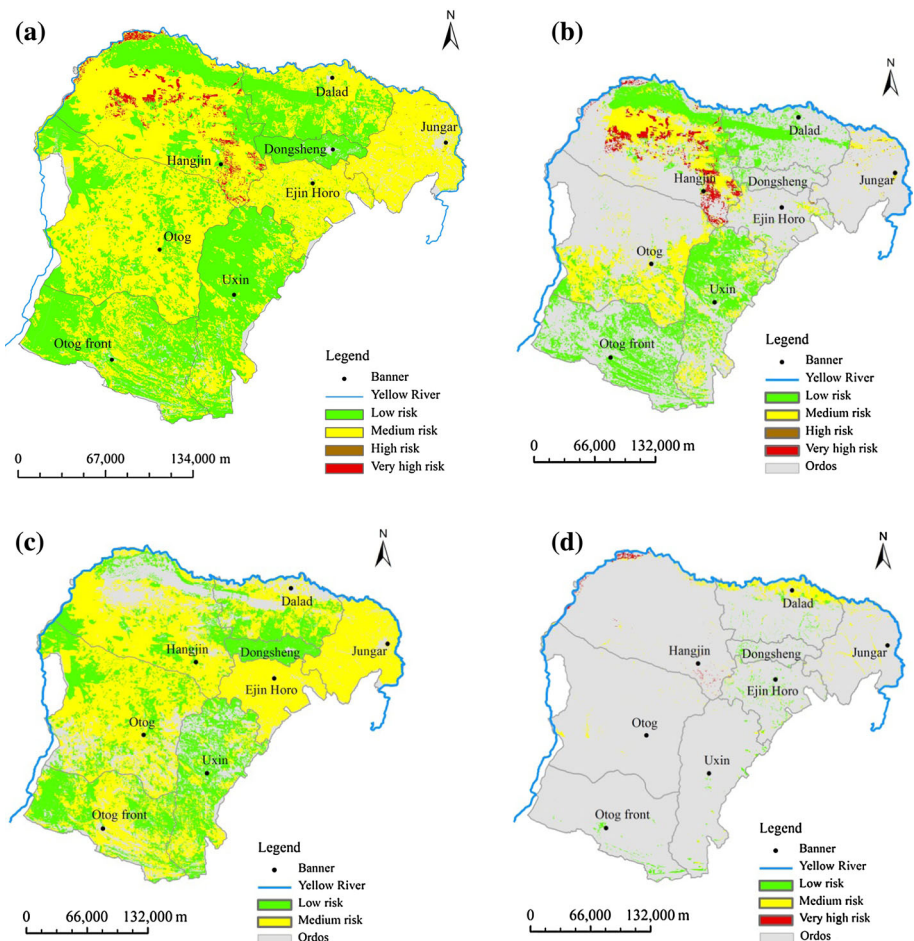 (a)
N
Dalad
Jungar
Dongsheng
Hangjin
Ejin Horo
Otog
Uxin
Otog front
Legend
Banner
Yellow River
Low risk
Medium risk
High risk
Very high risk
0 67,000 134,000 m
(b)
N
Dalad
Jungar
Dongsheng
Hangjin
Ejin Horo
Otog
Uxin
Otog front
Legend
Banner
Yellow River
Low risk
Medium risk
High risk
Very high risk
Ordos
0 66,000 132,000 m
(c)
N
Dalad
Dongsheng
Jungar
Hangjin
Ejin Horo
Otog
Uxin
Otog front
Legend
Banner
Yellow River
Low risk
Medium risk
Ordos
0 66,000 132,000 m
(d)
N
Dalad
Hangjin
Dongsheng
Jungar
Ejin Horo
Otog
Uxin
Otog front
Legend
Banner
Yellow River
Low risk
Medium risk
Very high risk
Ordos
0 66,000 132,000 m